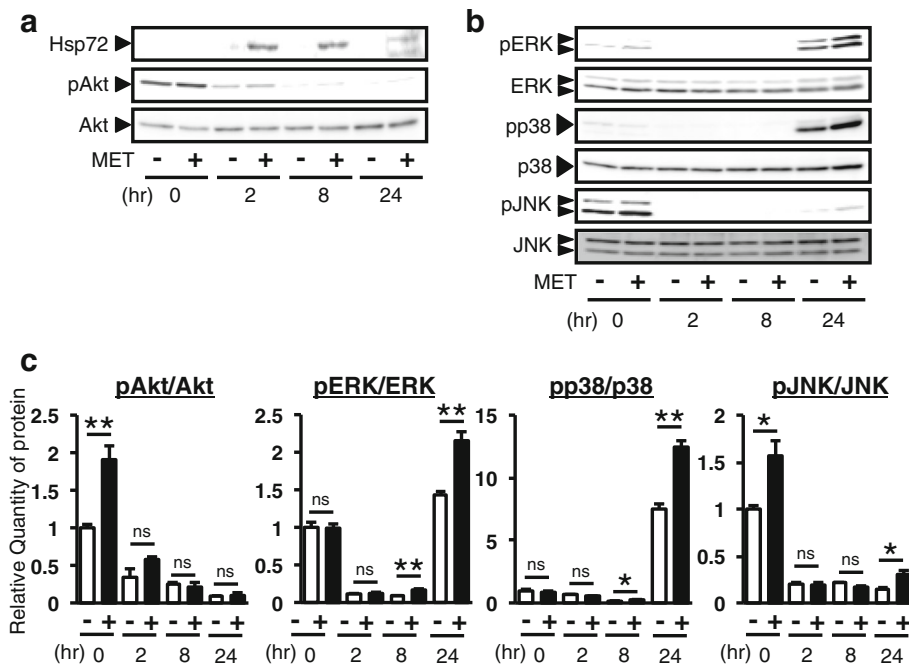 a
Hsp72
pAkt
Akt
MET - + - + - + - +
(hr) 0 2 8 24
b
pERK
ERK
pp38
p38
pJNK
JNK
MET - + - + - + - +
(hr) 0 2 8 24
c
Relative Quantity of protein
pAkt/Akt
2.5
2
1.5
1
0.5
0
**
ns
ns
ns
- + - + - + - +
(hr) 0 2 8 24
pERK/ERK
2.5
2
1.5
1
0.5
0
ns
ns
**
**
- + - + - + - +
(hr) 0 2 8 24
pp38/p38
15
10
5
0
ns
ns
*
**
- + - + - + - +
(hr) 0 2 8 24
pJNK/JNK
2
1.5
1
0.5
0
*
ns
ns
*
- + - + - + - +
(hr) 0 2 8 24